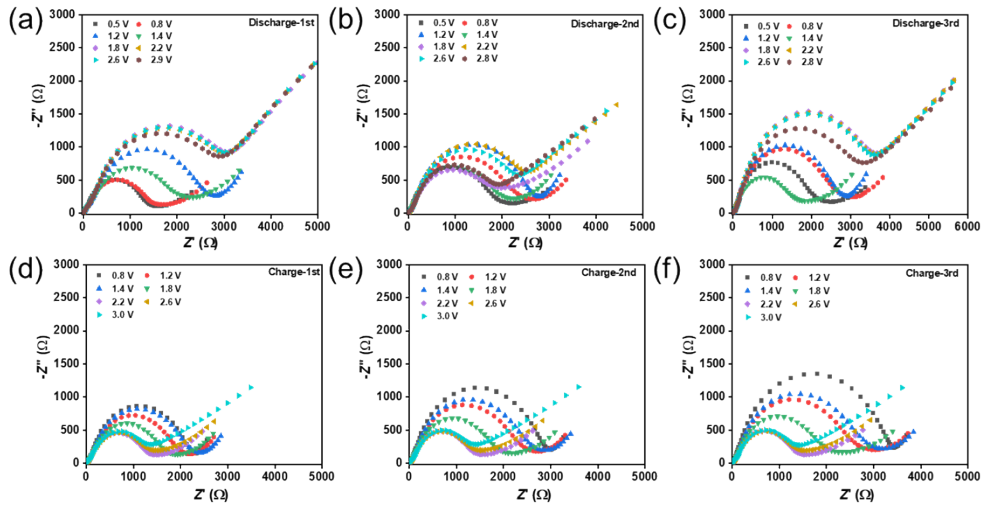 (a)
Discharge-1st
0.5 V 0.8 V
1.2 V 1.4 V
1.8 V 2.2 V
2.6 V 2.9 V
3000
2500
2000
1500
1000
500
0
-Z'' (Ω)
0 1000 2000 3000 4000 5000
Z' (Ω)
(b)
Discharge-2nd
0.5 V 0.8 V
1.2 V 1.4 V
1.8 V 2.2 V
2.6 V 2.8 V
3000
2500
2000
1500
1000
500
0
-Z'' (Ω)
0 1000 2000 3000 4000 5000 6000
Z' (Ω)
(c)
Discharge-3rd
0.5 V 0.8 V
1.2 V 1.4 V
1.8 V 2.2 V
2.6 V 2.8 V
3000
2500
2000
1500
1000
500
0
-Z'' (Ω)
0 1000 2000 3000 4000 5000 6000
Z' (Ω)
(d)
Charge-1st
0.8 V 1.2 V
1.4 V 1.8 V
2.2 V 2.6 V
3.0 V
3000
2500
2000
1500
1000
500
0
-Z'' (Ω)
0 1000 2000 3000 4000 5000
Z' (Ω)
(e)
Charge-2nd
0.8 V 1.2 V
1.4 V 1.8 V
2.2 V 2.6 V
3.0 V
3000
2500
2000
1500
1000
500
0
-Z'' (Ω)
0 1000 2000 3000 4000 5000
Z' (Ω)
(f)
Charge-3rd
0.8 V 1.2 V
1.4 V 1.8 V
2.2 V 2.6 V
3.0 V
3000
2500
2000
1500
1000
500
0
-Z'' (Ω)
0 1000 2000 3000 4000 5000
Z' (Ω)